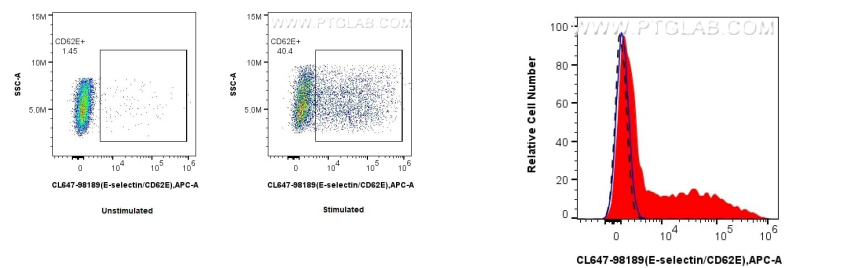 15M
CD62E+
1.45
10M
SSC-A
5.0M
0
10^4
10^5
10^6
CL647-98189(E-selectin/CD62E),APC-A
Unstimulated
WWW.PTGLAB.COM
15M
CD62E+
40.4
10M
SSC-A
5.0M
0
10^4
10^5
10^6
CL647-98189(E-selectin/CD62E),APC-A
Stimulated
WWW.PTGLAB.COM
100
80
60
40
20
0
Relative Cell Number
0
10^4
10^5
10^6
CL647-98189(E-selectin/CD62E),APC-A